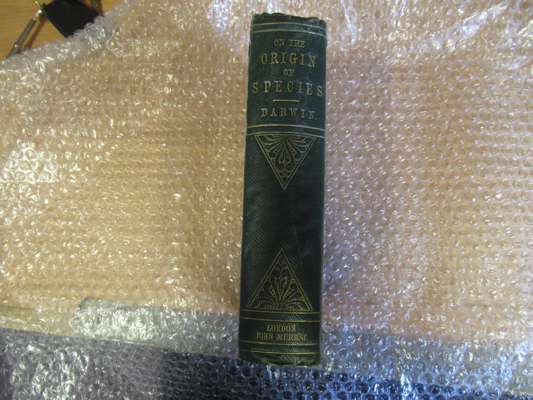 ON THE
ORIGIN
OF
SPECIES
DARWIN.
LONDON
JOHN MURRAY